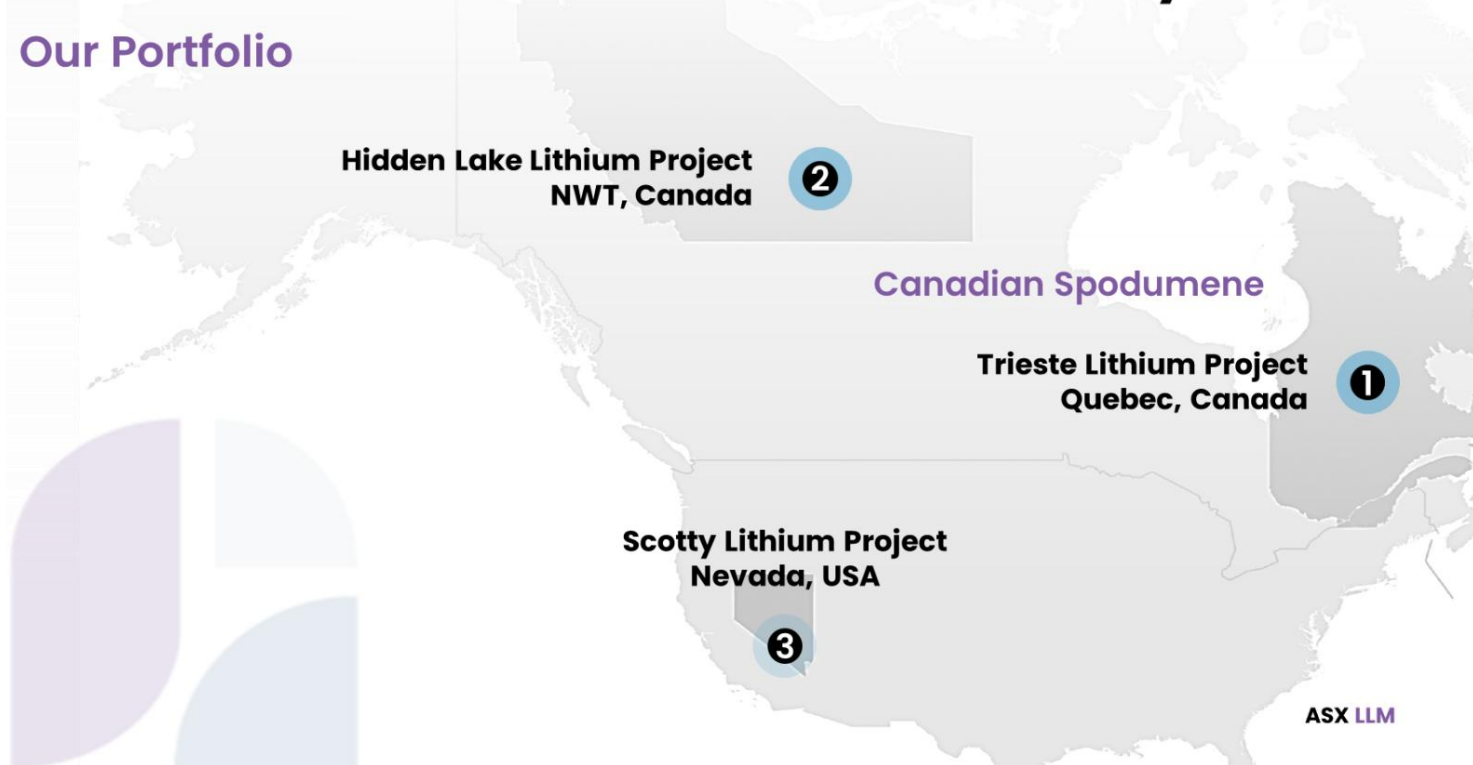 Our Portfolio
Hidden Lake Lithium Project
NWT, Canada
2
Canadian Spodumene
Trieste Lithium Project
Quebec, Canada
1
Scotty Lithium Project
Nevada, USA
3
ASX LLM